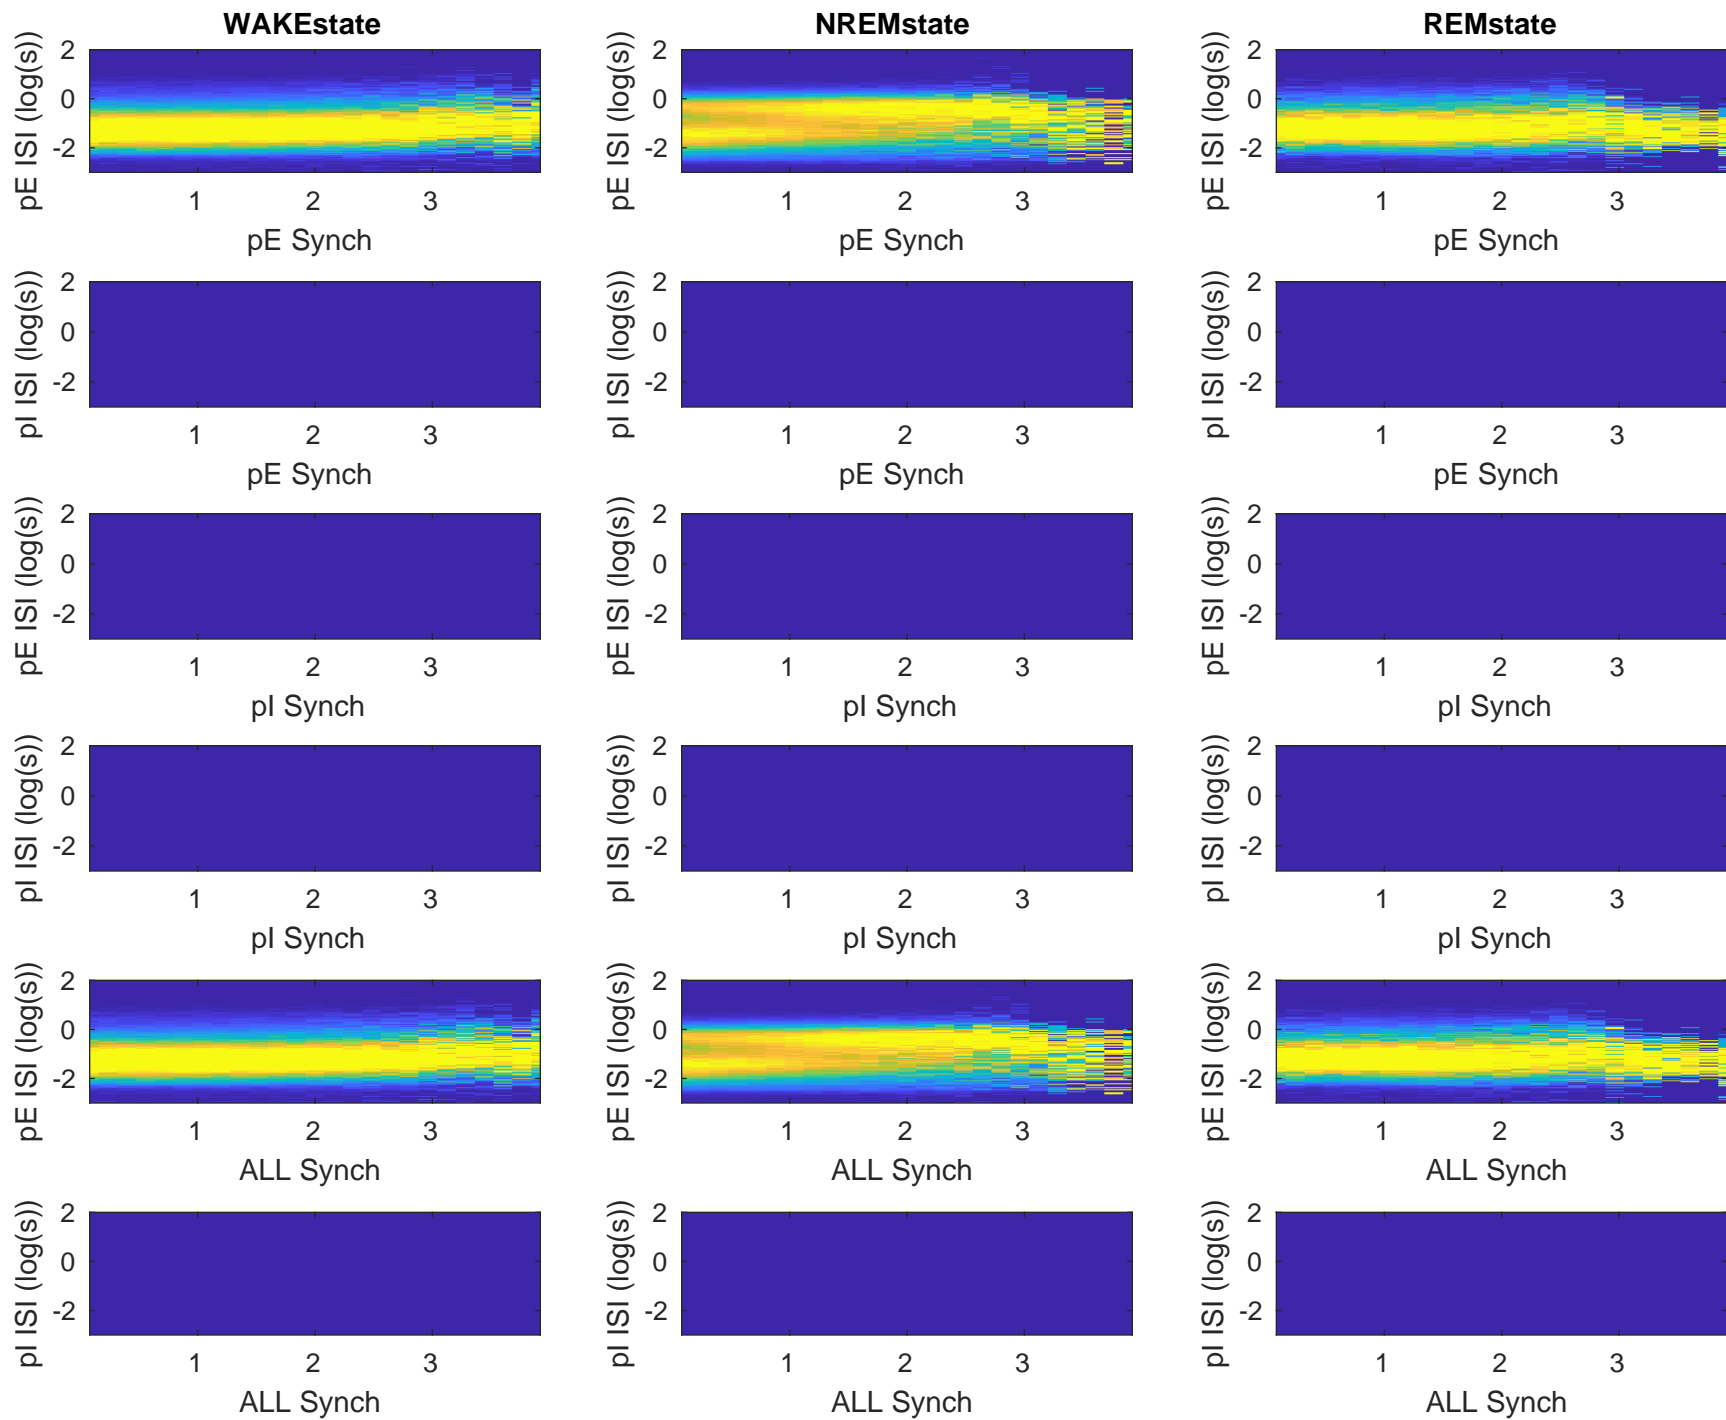 WAKEstate NREMstate REMstate
pE ISI (log(s)) 2 0 -2 pE ISI (log(s)) 2 0 -2 pE ISI (log(s)) 2 0 -2
1 2 3 1 2 3 1 2 3
pE Synch pE Synch pE Synch
pI ISI (log(s)) 2 0 -2 pI ISI (log(s)) 2 0 -2 pI ISI (log(s)) 2 0 -2
1 2 3 1 2 3 1 2 3
pE Synch pE Synch pE Synch
pE ISI (log(s)) 2 0 -2 pE ISI (log(s)) 2 0 -2 pE ISI (log(s)) 2 0 -2
1 2 3 1 2 3 1 2 3
pI Synch pI Synch pI Synch
pI ISI (log(s)) 2 0 -2 pI ISI (log(s)) 2 0 -2 pI ISI (log(s)) 2 0 -2
1 2 3 1 2 3 1 2 3
pI Synch pI Synch pI Synch
pE ISI (log(s)) 2 0 -2 pE ISI (log(s)) 2 0 -2 pE ISI (log(s)) 2 0 -2
1 2 3 1 2 3 1 2 3
ALL Synch ALL Synch ALL Synch
pI ISI (log(s)) 2 0 -2 pI ISI (log(s)) 2 0 -2 pI ISI (log(s)) 2 0 -2
1 2 3 1 2 3 1 2 3
ALL Synch ALL Synch ALL Synch